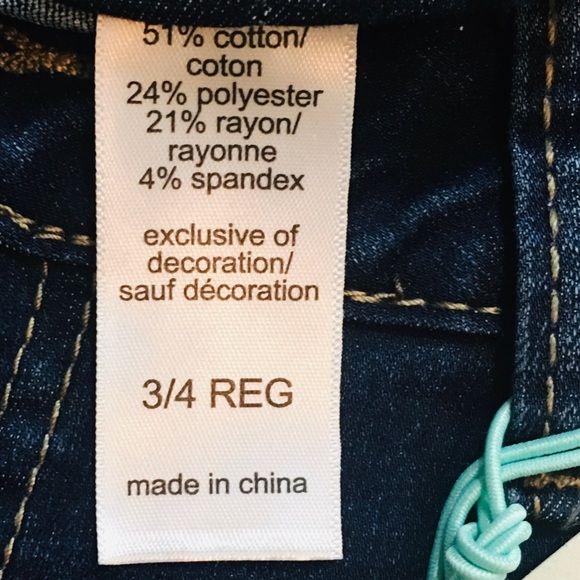 51% cotton/
coton
24% polyester
21% rayon/
rayonne
4% spandex
exclusive of
decoration/
sauf décoration
3/4 REG
made in china